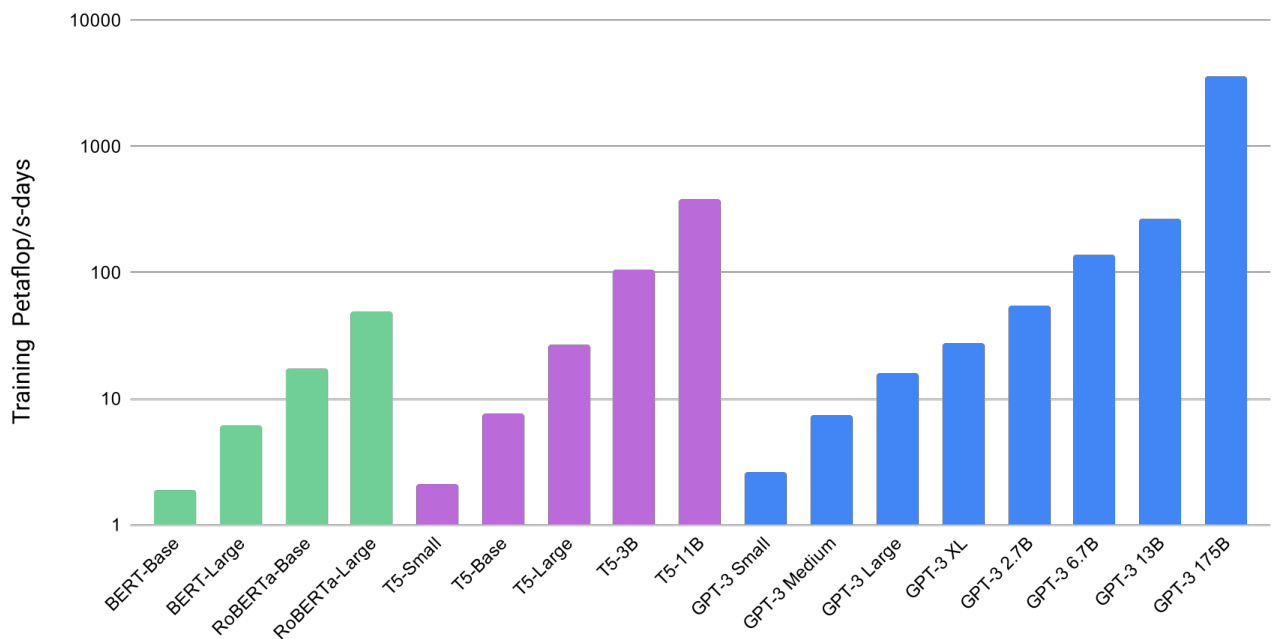 10000
1000
100
10
1
Training Petaflop/s-days
BERT-Base
BERT-Large
RoBERTa-Base
RoBERTa-Large
T5-Small
T5-Base
T5-Large
T5-3B
T5-11B
GPT-3 Small
GPT-3 Medium
GPT-3 Large
GPT-3 XL
GPT-3 2.7B
GPT-3 6.7B
GPT-3 13B
GPT-3 175B